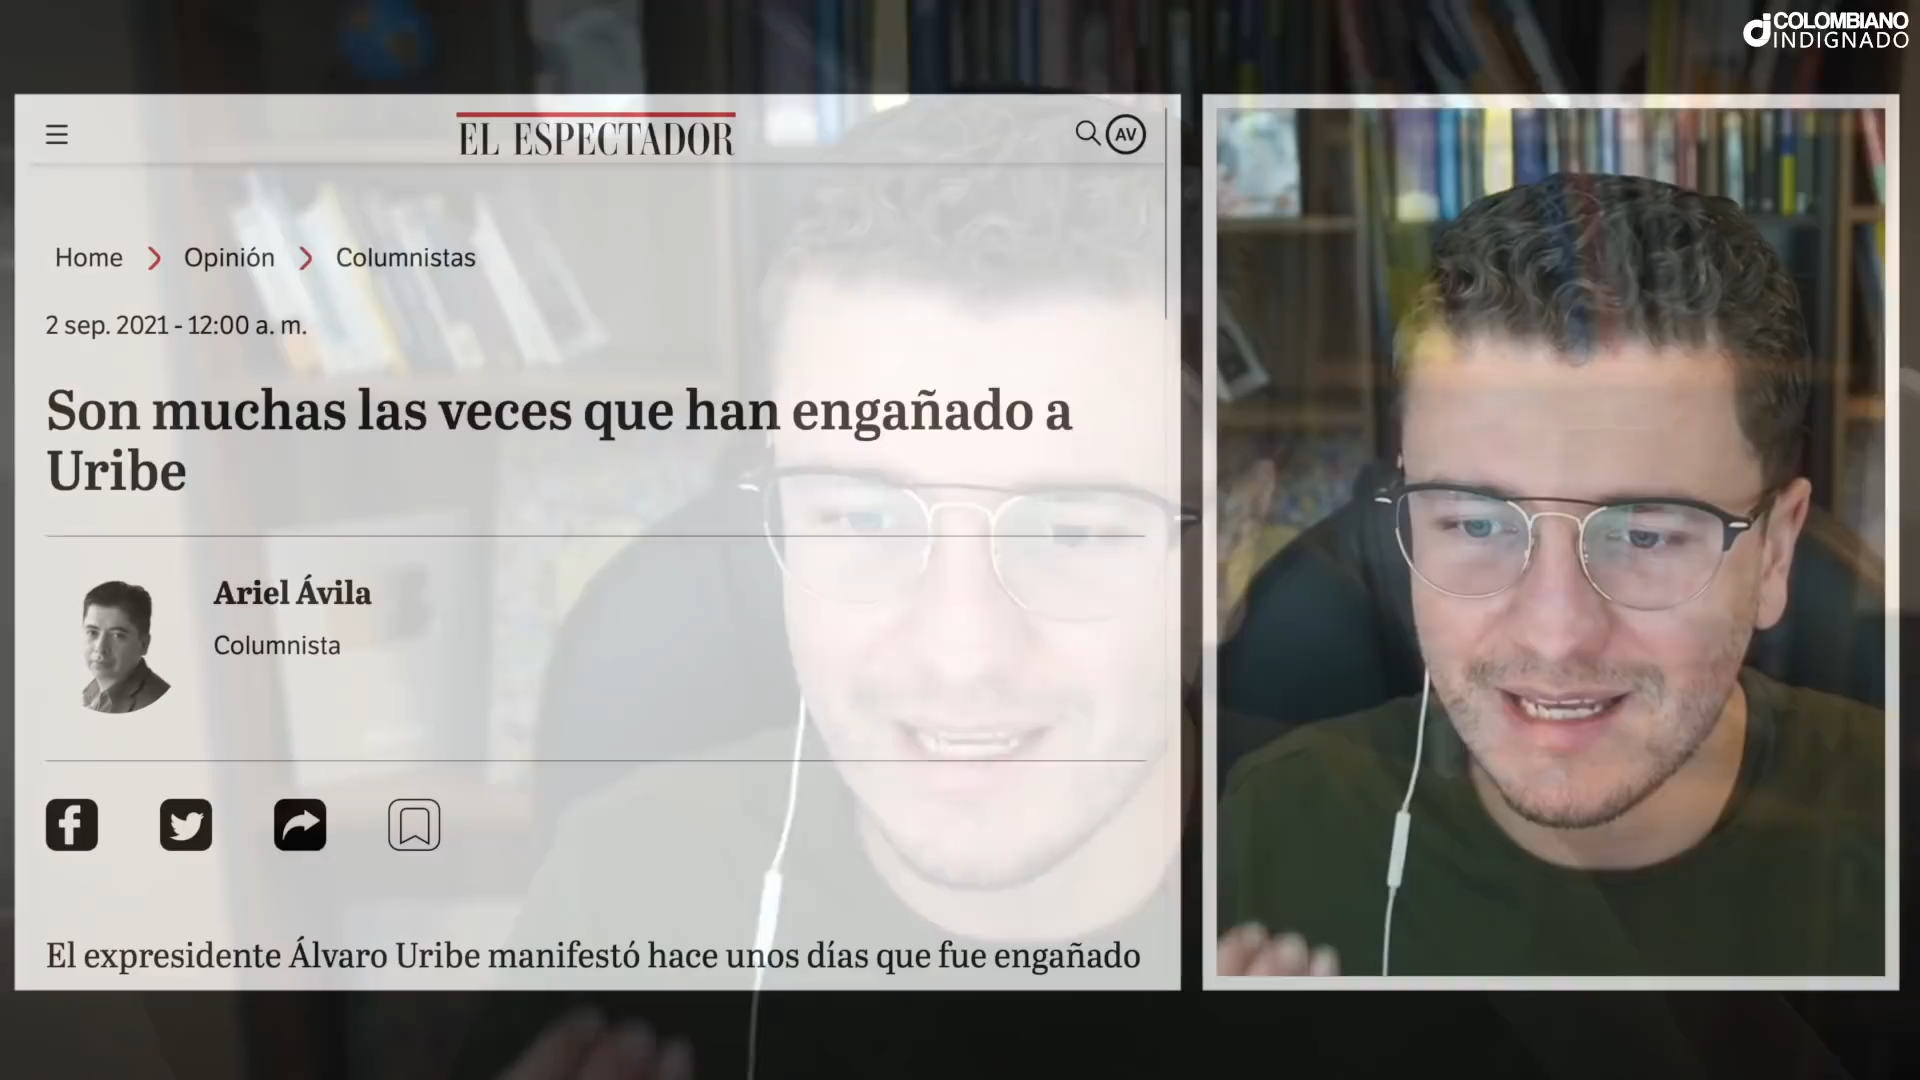 COLOMBIANO
INDIGNADO
EL ESPECTADOR
AV
Home > Opinión > Columnistas
2 sep. 2021 - 12:00 a. m.
Son muchas las veces que han engañado a
Uribe
Ariel Ávila
Columnista
El expresidente Álvaro Uribe manifestó hace unos días que fue engañado